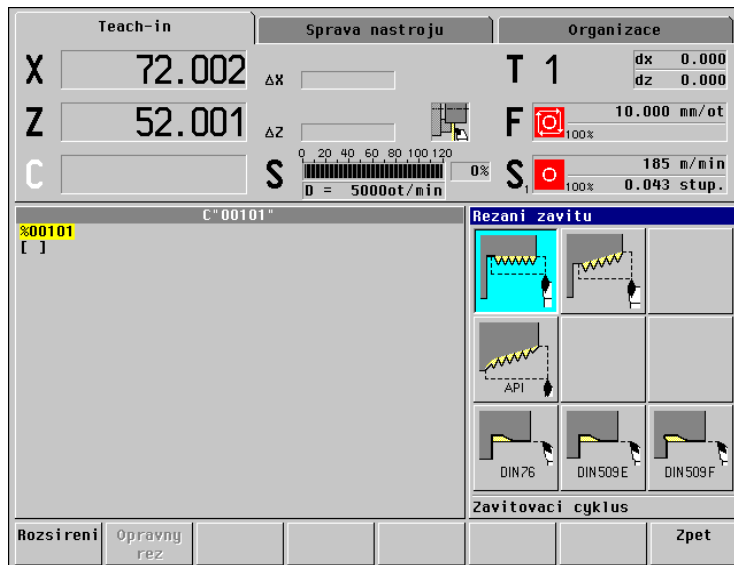 Teach-in
Sprava nastroju
Organizace
X 72.002 ΔX
T 1
dx 0.000
dz 0.000
Z 52.001 ΔZ
F 100% 10.000 mm/ot
C
S 0 20 40 60 80 100 120 0%
D = 5000ot/min
S1 100% 185 m/min
0.043 stup.
C"00101"
%00101
[ ]
Rezani zavitu
API
DIN76
DIN509E
DIN509F
Zavitovaci cyklus
Rozsireni
Opravny
rez
Zpet